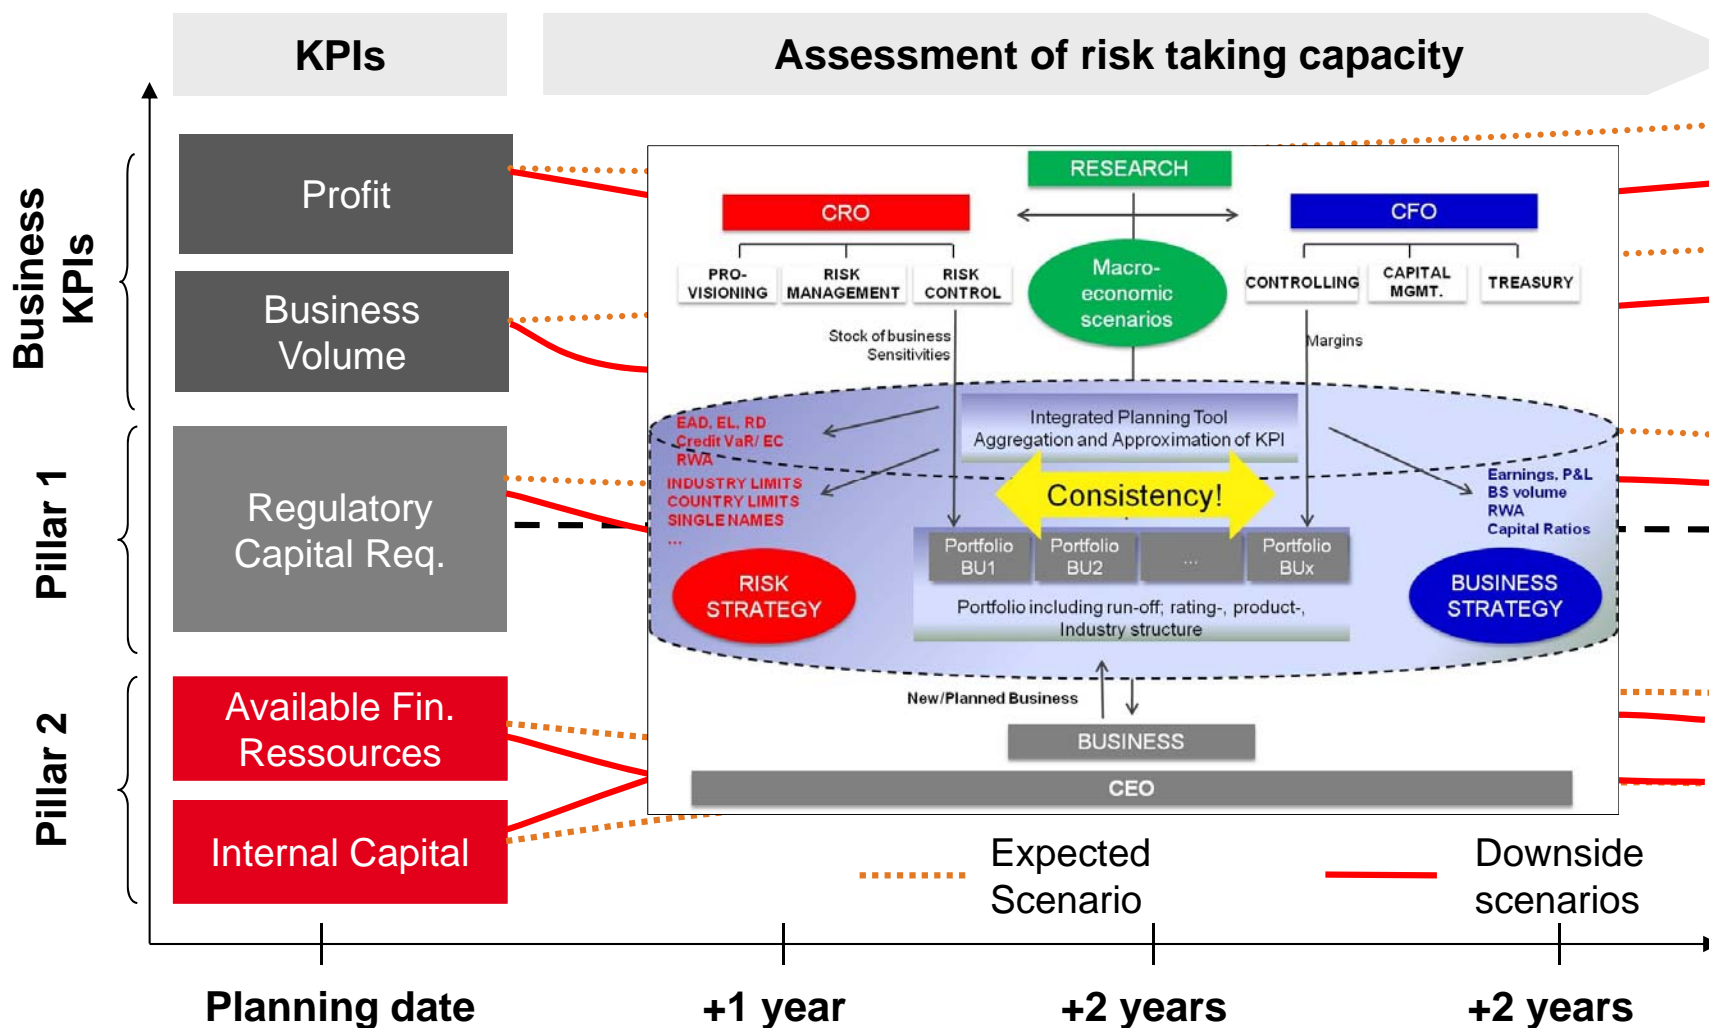 KPIs
Assessment of risk taking capacity
Business
KPIs
Pillar 1
Pillar 2
Profit
Business
Volume
Regulatory
Capital Req.
Available Fin.
Ressources
Internal Capital
RESEARCH
CRO
CFO
PRO-
VISIONING
RISK
MANAGEMENT
RISK
CONTROL
Macro-
economic
scenarios
CONTROLLING
CAPITAL
MGMT.
TREASURY
Stock of business
Sensitivities
Margins
Integrated Planning Tool
Aggregation and Approximation of KPI
EAD, EL, RD
Credit VaR/ EC
RWA
INDUSTRY LIMITS
COUNTRY LIMITS
SINGLE NAMES
...
Consistency!
Earnings, P&L
BS volume
RWA
Capital Ratios
Portfolio
BU1
Portfolio
BU2
...
Portfolio
BUx
RISK
STRATEGY
BUSINESS
STRATEGY
Portfolio including run-off; rating-, product-,
Industry structure
New/Planned Business
BUSINESS
CEO
Expected
Scenario
Downside
scenarios
Planning date
+1 year
+2 years
+2 years